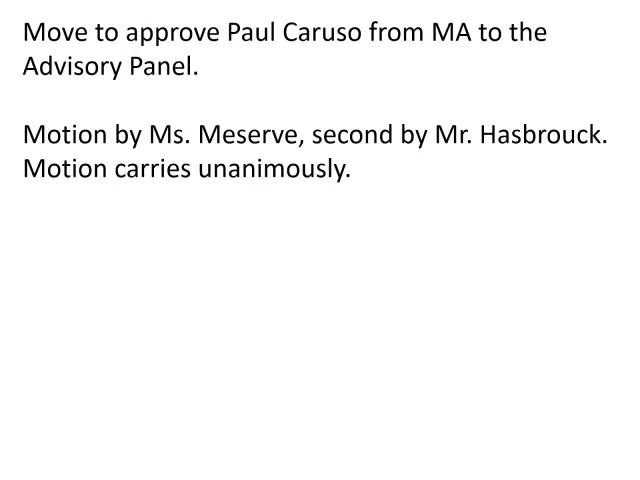 Move to approve Paul Caruso from MA to the
Advisory Panel.
Motion by Ms. Meserve, second by Mr. Hasbrouck.
Motion carries unanimously.